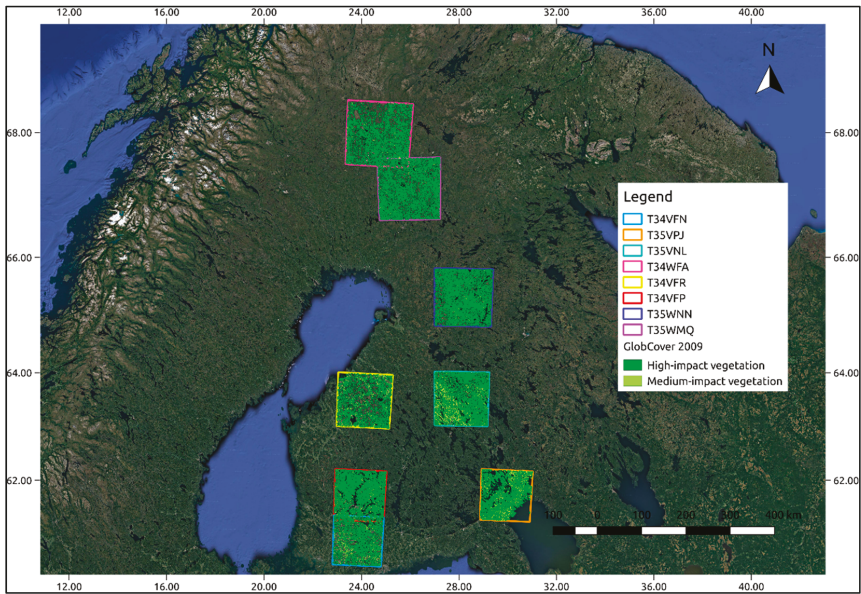 12.00 16.00 20.00 24.00 28.00 32.00 36.00 40.00
N
68.00 68.00
Legend
T34VFN
T35VPJ
T35VNL
T34WFA
T34VFR
T34VFP
T35WNN
T35WMQ
GlobCover 2009
High-impact vegetation
Medium-impact vegetation
66.00 66.00
64.00 64.00
62.00 62.00
100 0 100 200 300 400 km
12.00 16.00 20.00 24.00 28.00 32.00 36.00 40.00